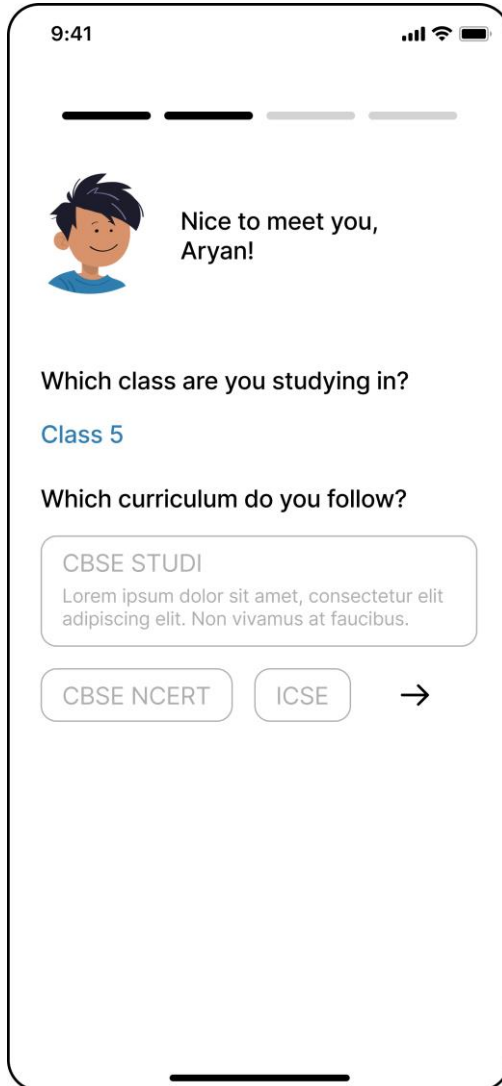 9:41
Nice to meet you,
Aryan!
Which class are you studying in?
Class 5
Which curriculum do you follow?
CBSE STUDI
Lorem ipsum dolor sit amet, consectetur elit
adipiscing elit. Non vivamus at faucibus.
CBSE NCERT
ICSE